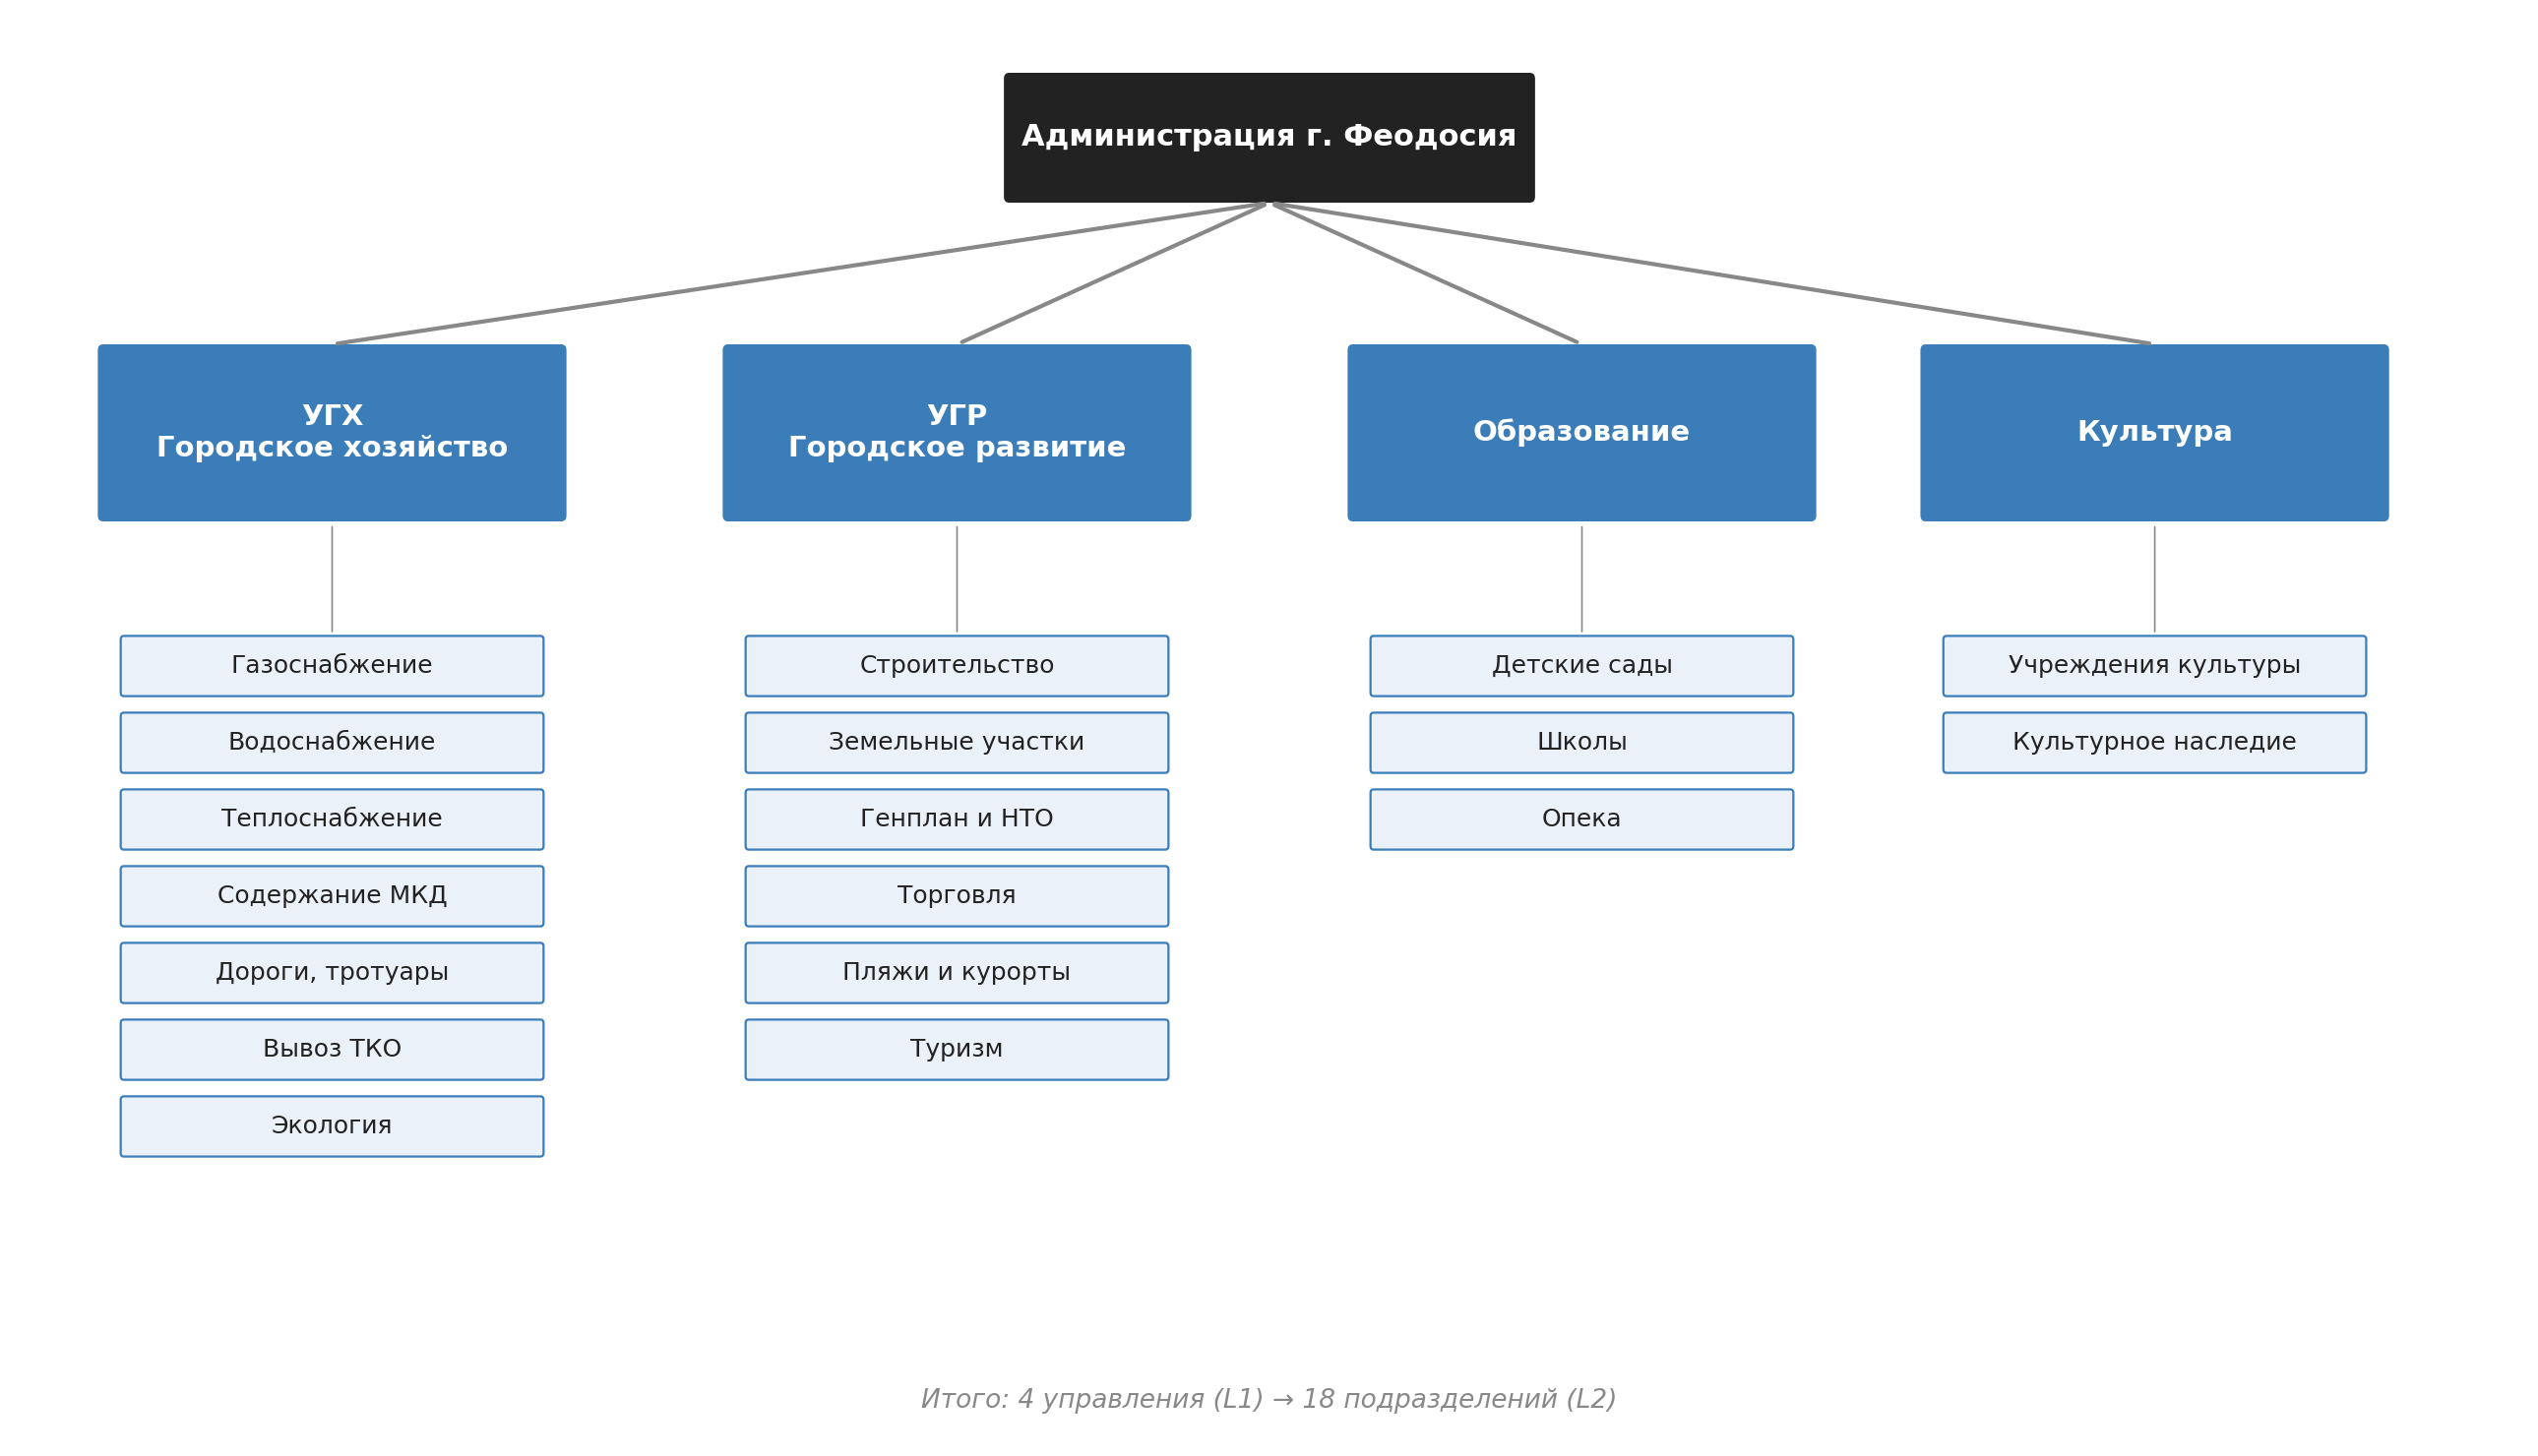 Администрация г. Феодосия
УГХ
Городское хозяйство
УГР
Городское развитие
Образование
Культура
Газоснабжение
Водоснабжение
Теплоснабжение
Содержание МКД
Дороги, тротуары
Вывоз ТКО
Экология
Строительство
Земельные участки
Генплан и НТО
Торговля
Пляжи и курорты
Туризм
Детские сады
Школы
Опека
Учреждения культуры
Культурное наследие
Итого: 4 управления (L1) → 18 подразделений (L2)